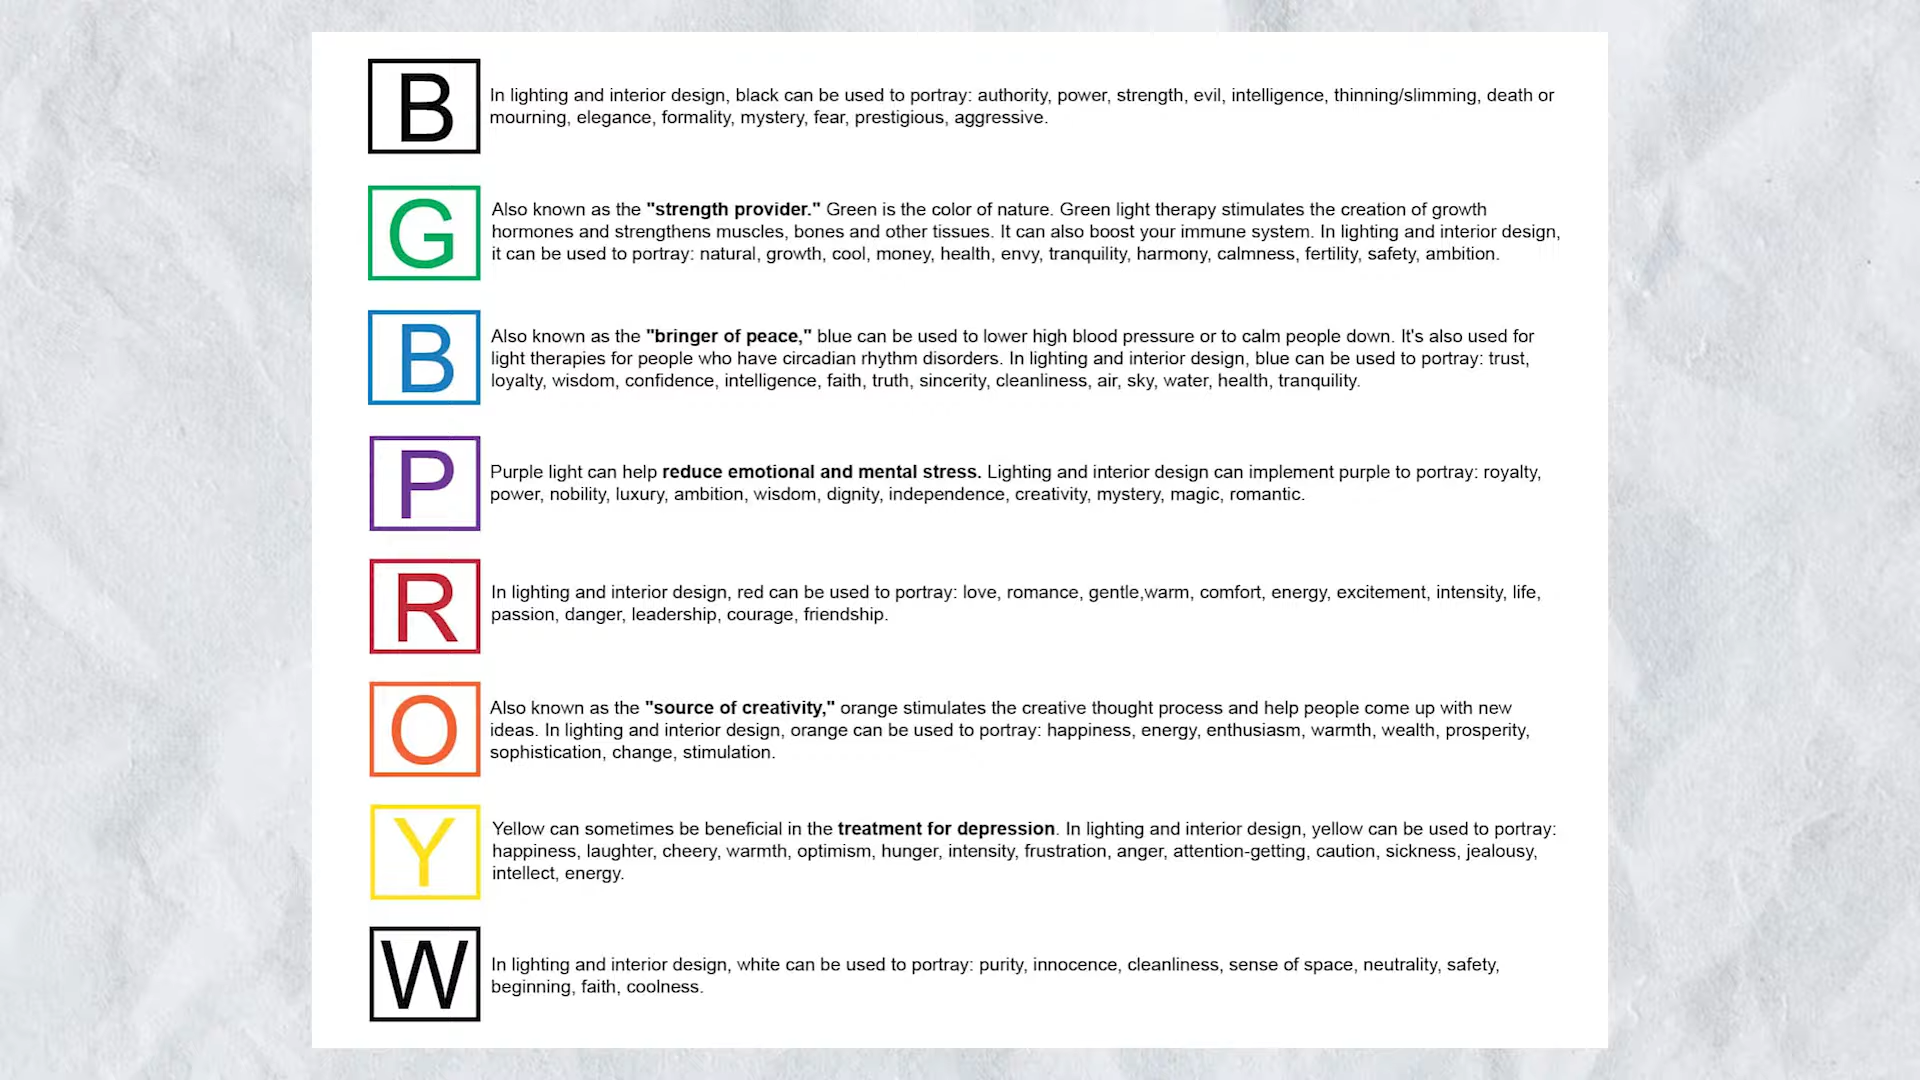 B
In lighting and interior design, black can be used to portray: authority, power, strength, evil, intelligence, thinning/slimming, death or
mourning, elegance, formality, mystery, fear, prestigious, aggressive.
G
Also known as the "strength provider." Green is the color of nature. Green light therapy stimulates the creation of growth
hormones and strengthens muscles, bones and other tissues. It can also boost your immune system. In lighting and interior design,
it can be used to portray: natural, growth, cool, money, health, envy, tranquility, harmony, calmness, fertility, safety, ambition.
B
Also known as the "bringer of peace," blue can be used to lower high blood pressure or to calm people down. It's also used for
light therapies for people who have circadian rhythm disorders. In lighting and interior design, blue can be used to portray: trust,
loyalty, wisdom, confidence, intelligence, faith, truth, sincerity, cleanliness, air, sky, water, health, tranquility.
P
Purple light can help reduce emotional and mental stress. Lighting and interior design can implement purple to portray: royalty,
power, nobility, luxury, ambition, wisdom, dignity, independence, creativity, mystery, magic, romantic.
R
In lighting and interior design, red can be used to portray: love, romance, gentle,warm, comfort, energy, excitement, intensity, life,
passion, danger, leadership, courage, friendship.
O
Also known as the "source of creativity," orange stimulates the creative thought process and help people come up with new
ideas. In lighting and interior design, orange can be used to portray: happiness, energy, enthusiasm, warmth, wealth, prosperity,
sophistication, change, stimulation.
Y
Yellow can sometimes be beneficial in the treatment for depression. In lighting and interior design, yellow can be used to portray:
happiness, laughter, cheery, warmth, optimism, hunger, intensity, frustration, anger, attention-getting, caution, sickness, jealousy,
intellect, energy.
W
In lighting and interior design, white can be used to portray: purity, innocence, cleanliness, sense of space, neutrality, safety,
beginning, faith, coolness.